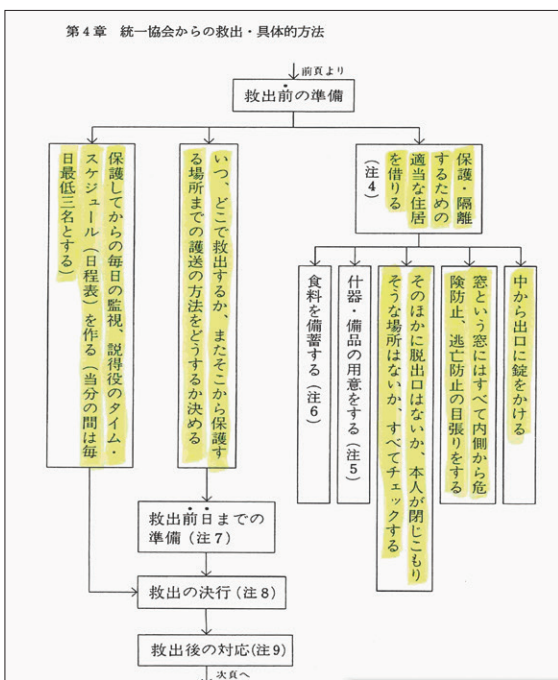 第4章 統一協会からの救出・具体的方法
前頁より
救出前の準備
保護・隔離
するための
適当な住居
を借りる
(注4)
中から出口に錠をかける
窓という窓にはすべて内側から危
険防止、逃亡防止の目張りをする
そのほかに脱出口はないか、本人が閉じこもり
そうな場所はないか、すべてチェックする
什器・備品の用意をする(注5)
食料を備蓄する(注6)
いつ、どこで救出するか、またそこから保護す
る場所までの護送の方法をどうするか決める
保護してからの毎日の監視、説得役のタイム・
スケジュール(日程表)を作る(当分の間は毎
日最低三名とする)
救出前日までの
準備(注7)
救出の決行(注8)
救出後の対応(注9)
次頁へ